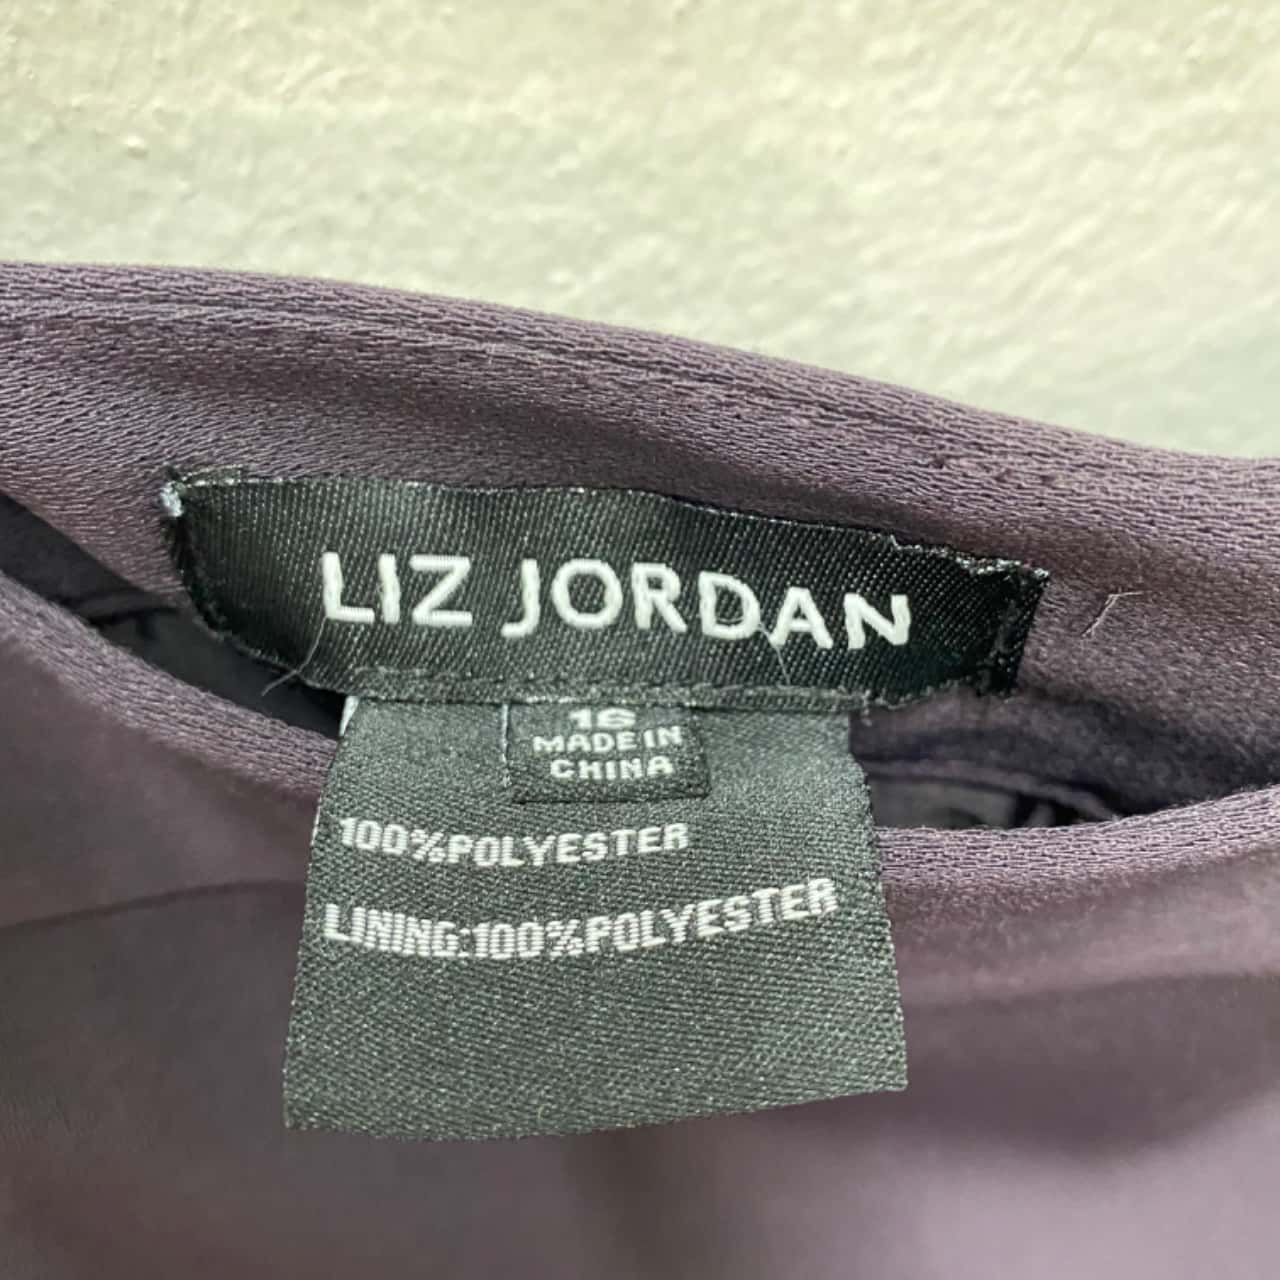 LIZ JORDAN
16
MADE IN
CHINA
100%POLYESTER
LINING:100%POLYESTER